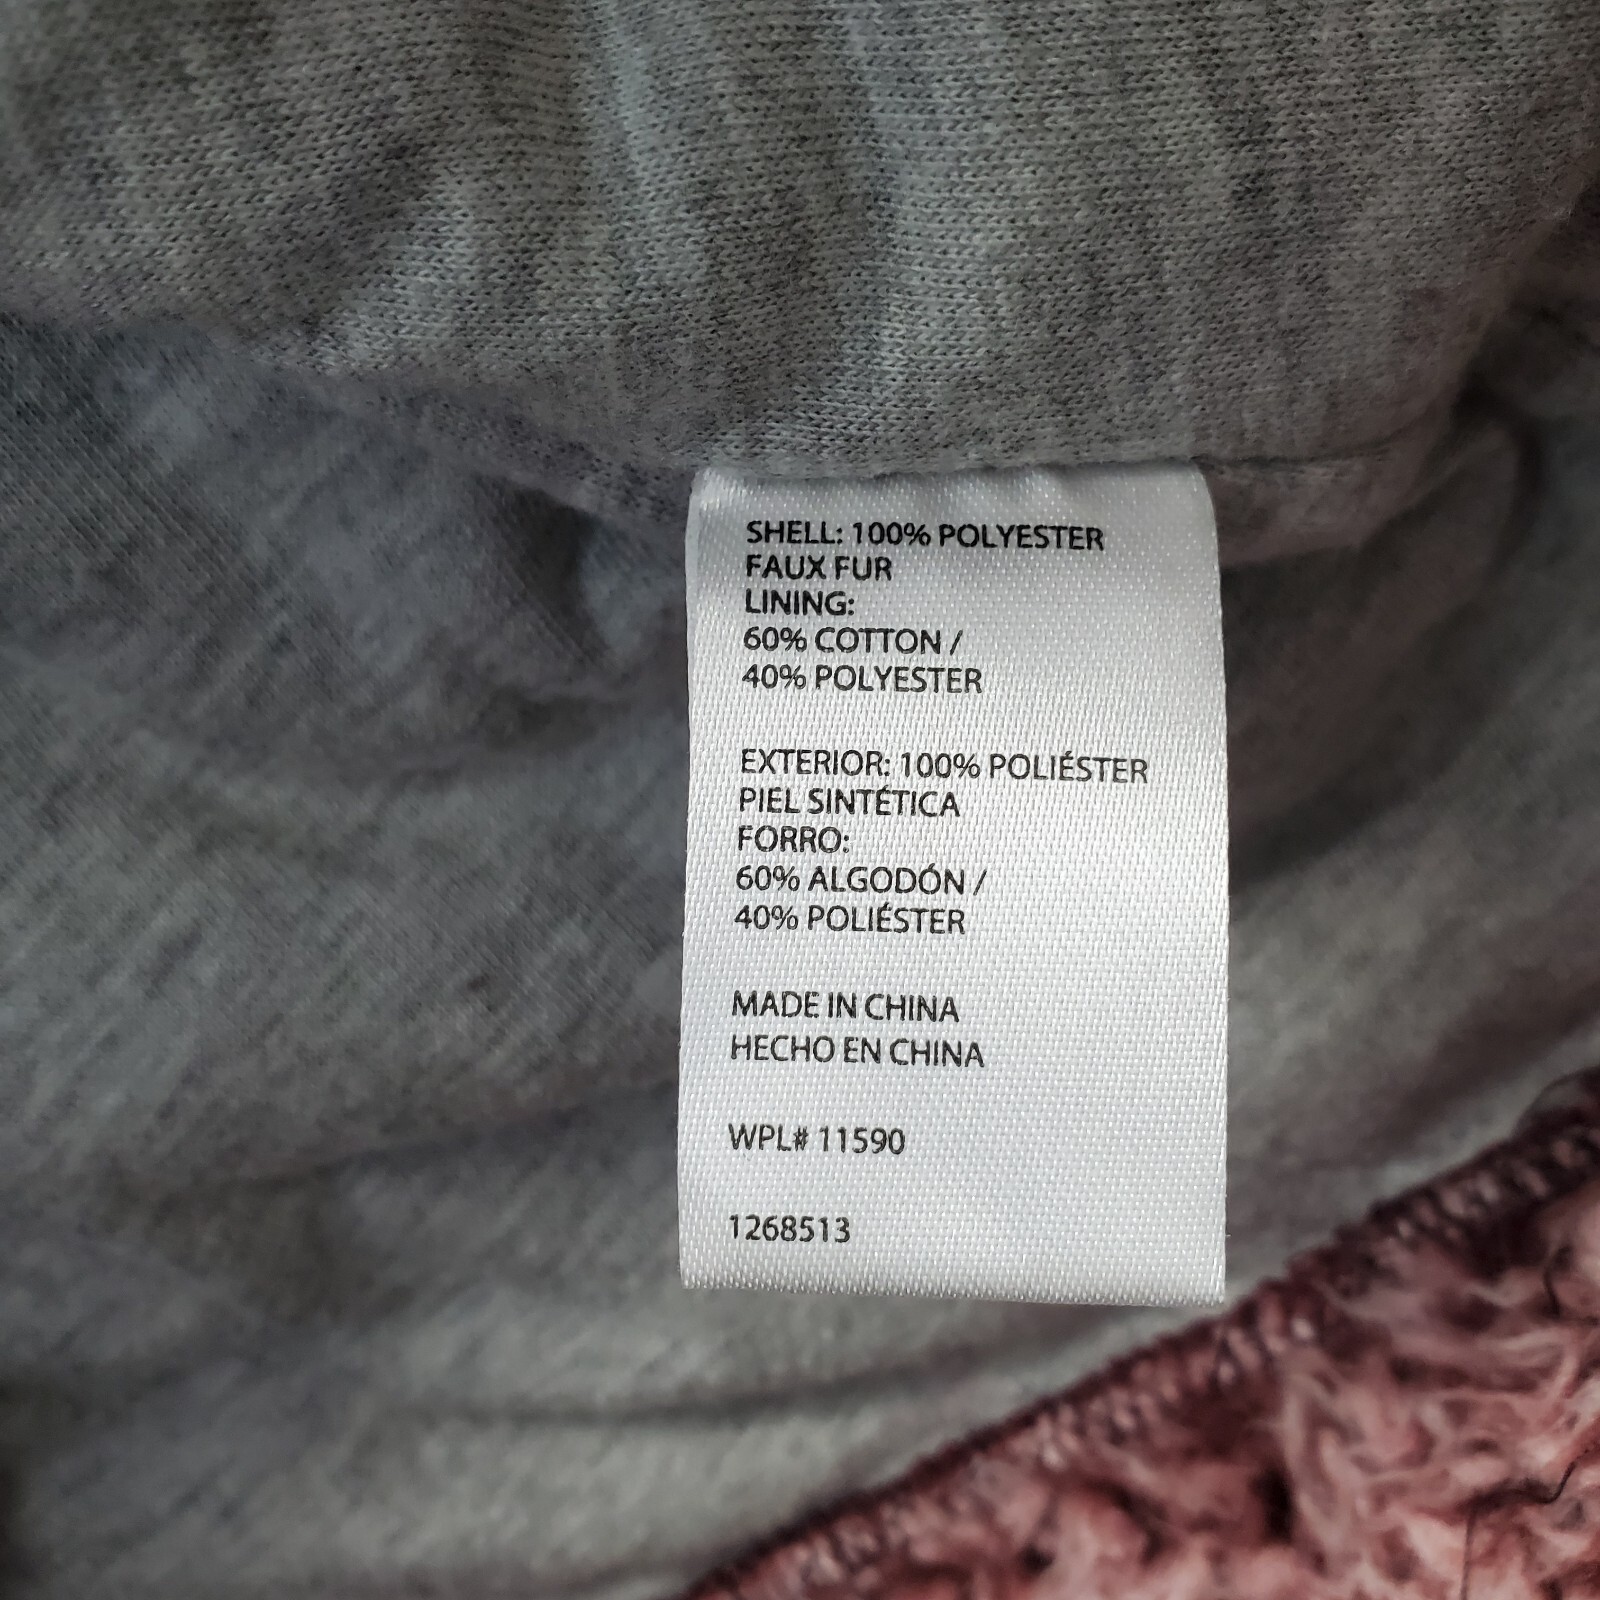 SHELL: 100% POLYESTER
FAUX FUR
LINING:
60% COTTON /
40% POLYESTER
EXTERIOR: 100% POLIÉSTER
PIEL SINTÉTICA
FORRO:
60% ALGODÓN /
40% POLIÉSTER
MADE IN CHINA
HECHO EN CHINA
WPL# 11590
1268513